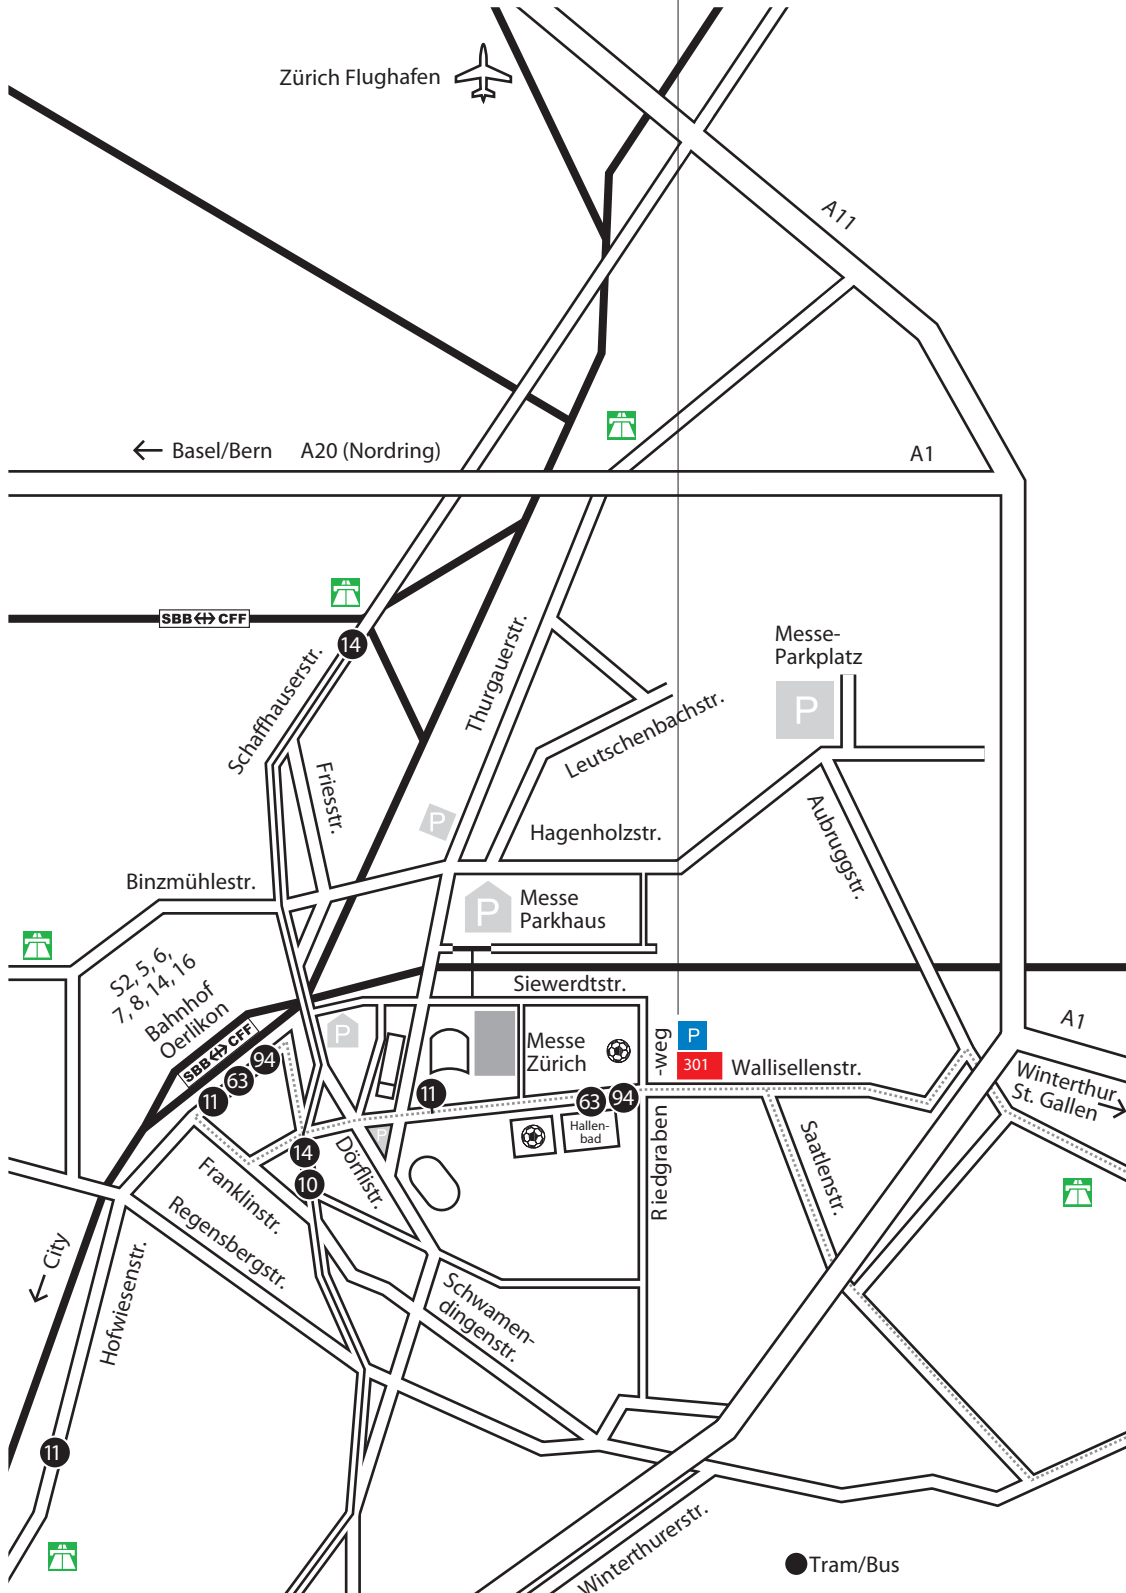 Zürich Flughafen
A11
Basel/Bern A20 (Nordring)
A1
SBB CFF
14
Schaffhauserstr.
Thurgauerstr.
Messe-
Parkplatz
P
Leutschenbachstr.
Friesstr.
P
Hagenholzstr.
Aubruggstr.
Binzmühlestr.
P
Messe
Parkhaus
S2, 5, 6,
7, 8, 14, 16
Bahnhof
Oerlikon
SBB CFF
Siewerdtstr.
P
Messe
Zürich
-weg
P
301
Wallisellenstr.
A1
Winterthur
St. Gallen
94
63
11
11
63
94
Hallen-
bad
P
14
10
Dörflistr.
Riedgraben
Saatlenstr.
Franklinstr.
Regensbergstr.
City
Hofwiesenstr.
Schwamen-
dingenstr.
11
Winterthurerstr.
Tram/Bus